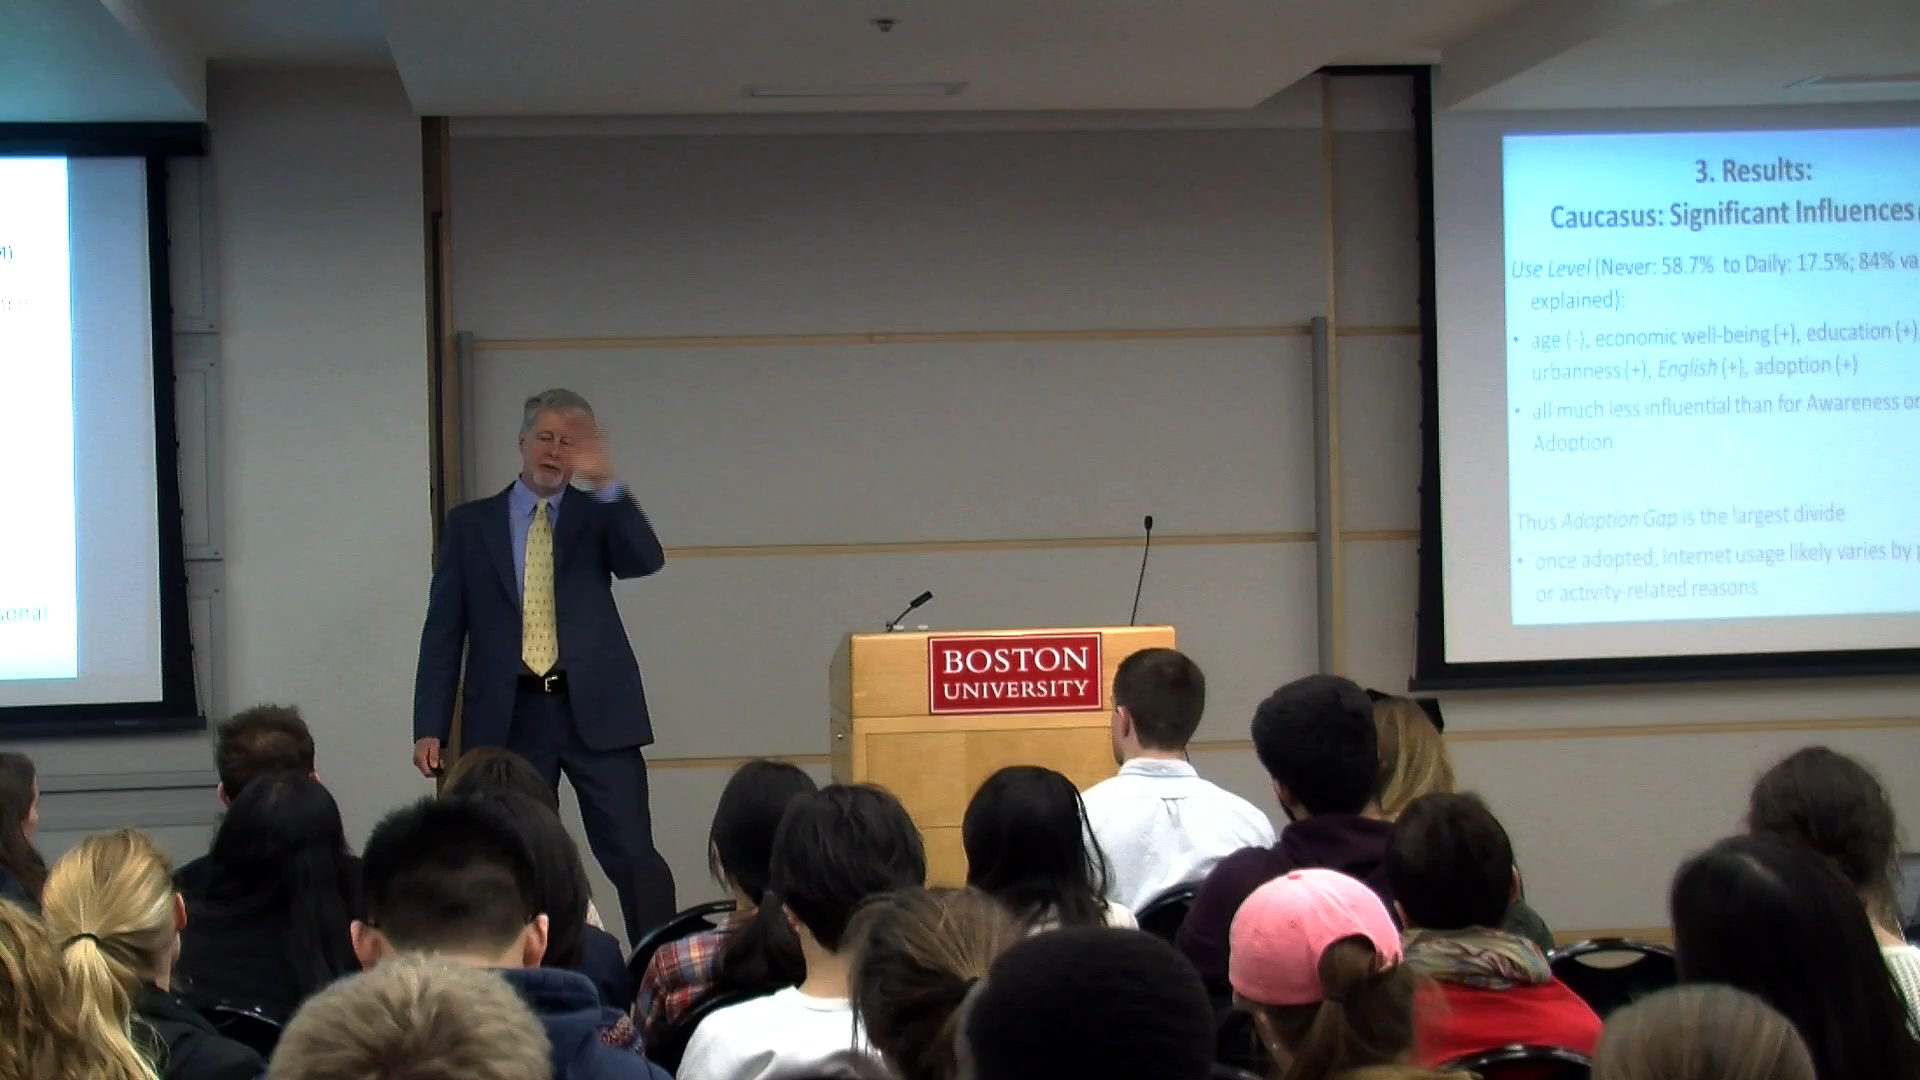 sonal
BOSTON
UNIVERSITY
3. Results:
Caucasus: Significant Influences
Use Level (Never: 58.7% to Daily: 17.5%; 84% va
explained):
• age (-), economic well-being (+), education (+),
urbanness (+), English (+), adoption (+)
• all much less influential than for Awareness or
Adoption
Thus Adoption Gap is the largest divide
• once adopted, Internet usage likely varies by
or activity-related reasons